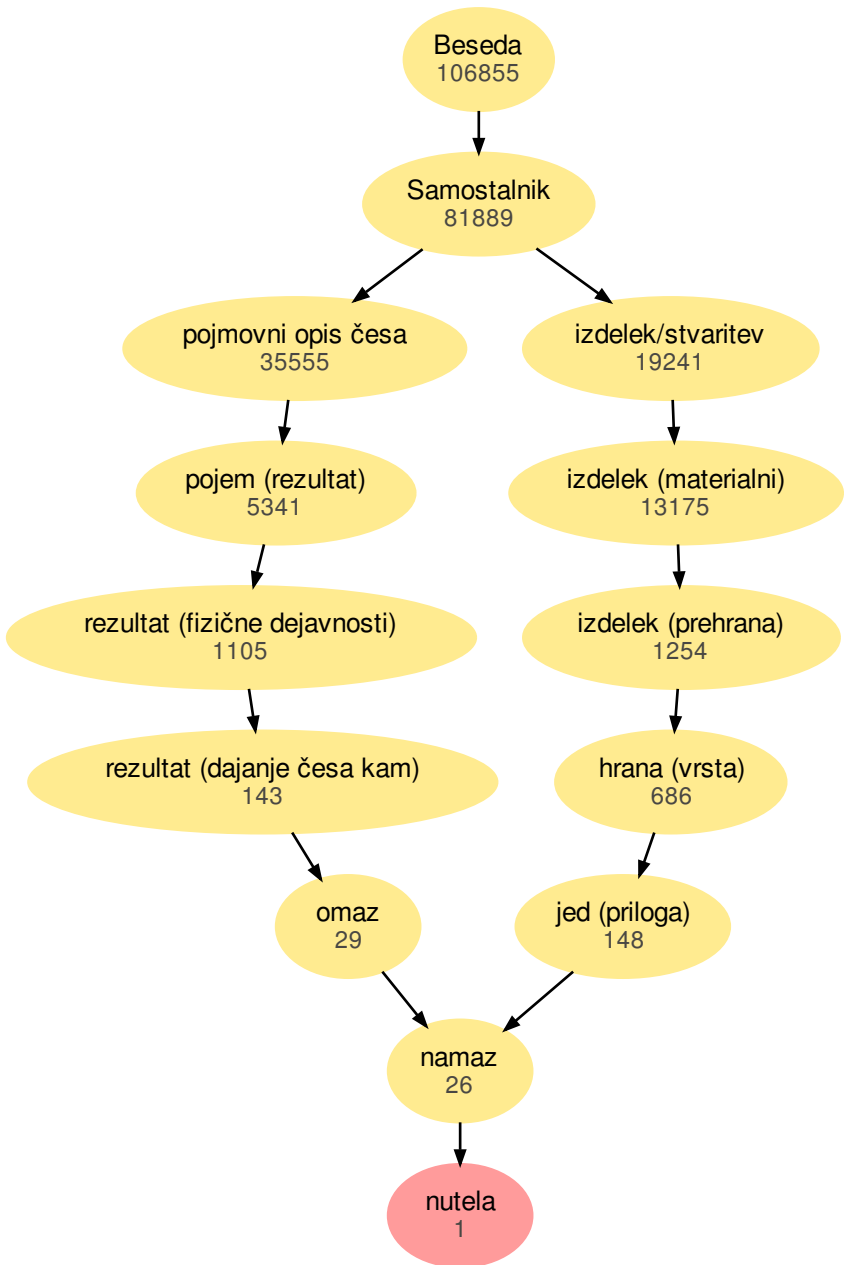 Beseda
106855
Samostalnik
81889
pojmovni opis česa
35555
izdelek/stvaritev
19241
pojem (rezultat)
5341
izdelek (materialni)
13175
rezultat (fizične dejavnosti)
1105
izdelek (prehrana)
1254
rezultat (dajanje česa kam)
143
hrana (vrsta)
686
omaz
29
jed (priloga)
148
namaz
26
nutela
1